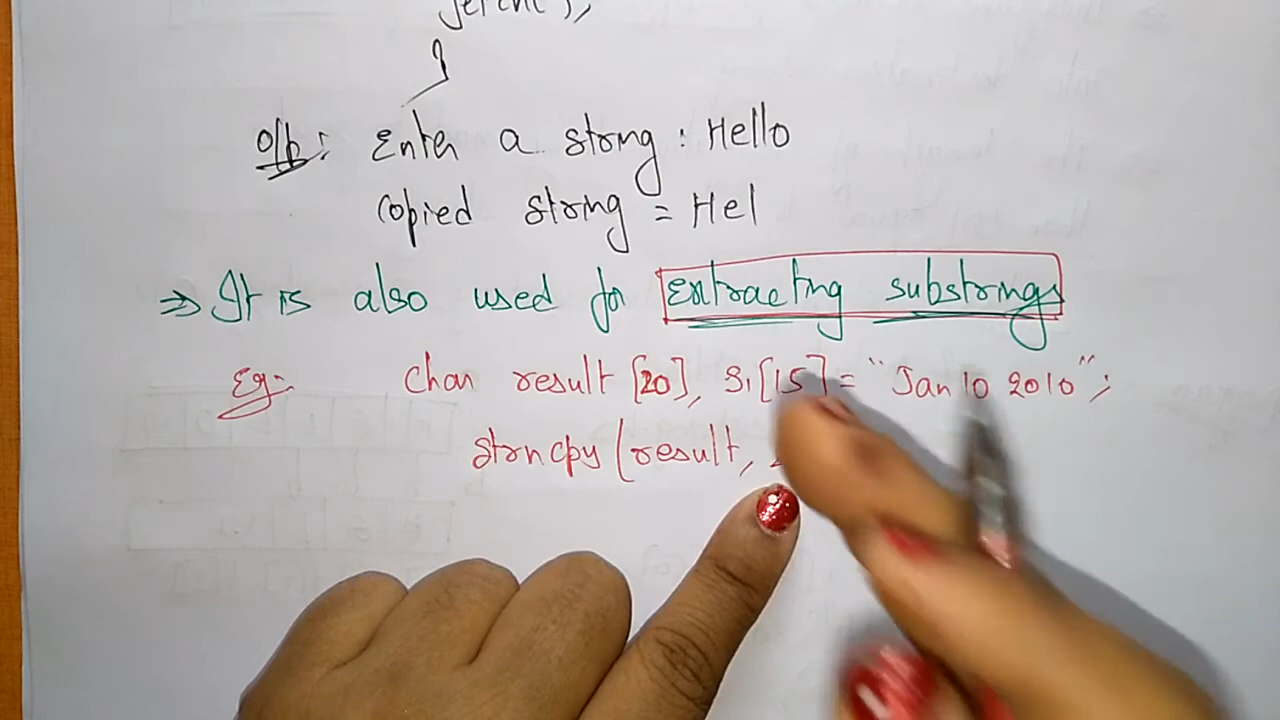 O/p: Enter a string : Hello
copied string = Hel
⇒ It is also used for extracting substrings
Eg:- Char result [20], S1[15] = "Jan 10 2010";
strncpy (result,